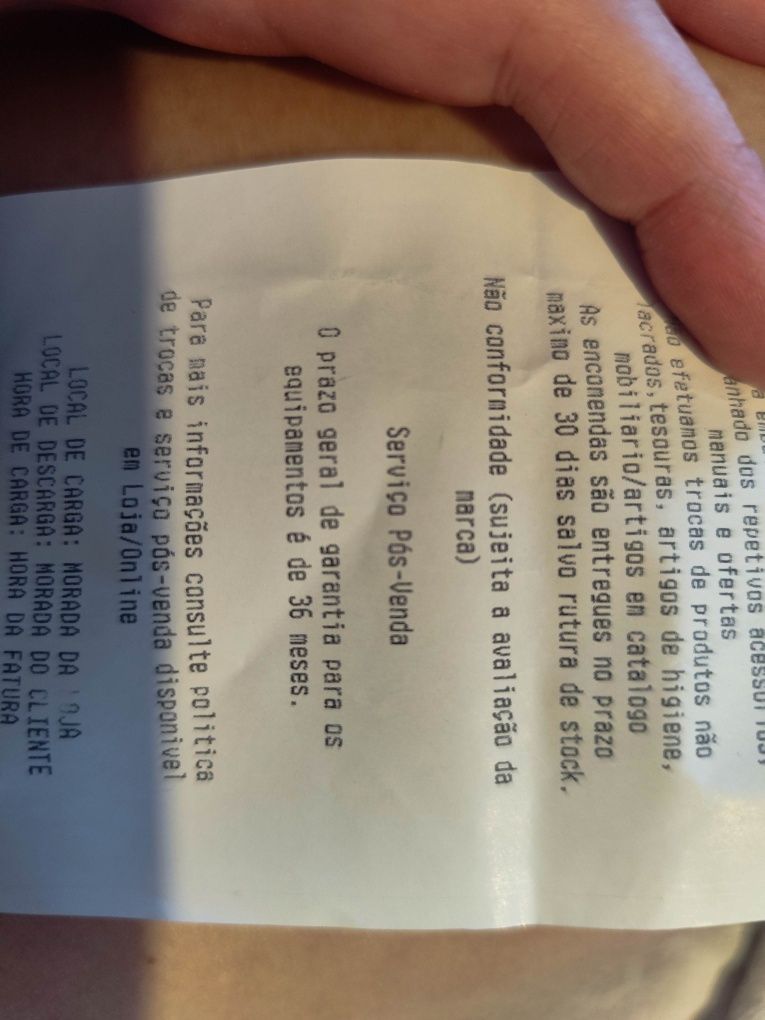 dos repetitivos acessorios,
manuais e ofertas
efetuamos trocas de produtos não
lacrados, tesouras, artigos de higiene,
mobiliario/artigos em catalogo
As encomendas são entregues no prazo
maximo de 30 dias salvo rutura de stock.
Não conformidade (sujeita a avaliação da
marca)
Serviço Pós-Venda
O prazo geral de garantia para os
equipamentos é de 36 meses.
Para mais informações consulte politica
de trocas e serviço pós-venda disponivel
em Loja/Online
LOCAL DE CARGA: MORADA DA LOJA
LOCAL DE DESCARGA: MORADA DO CLIENTE
HORA DE CARGA: HORA DA FATURA